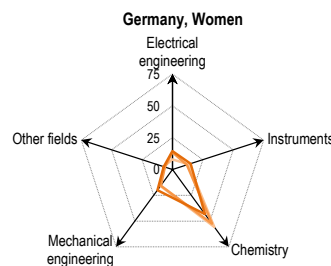 Germany, Women
Electrical
engineering
75
50
25
0
Other fields
Instruments
Mechanical
engineering
Chemistry